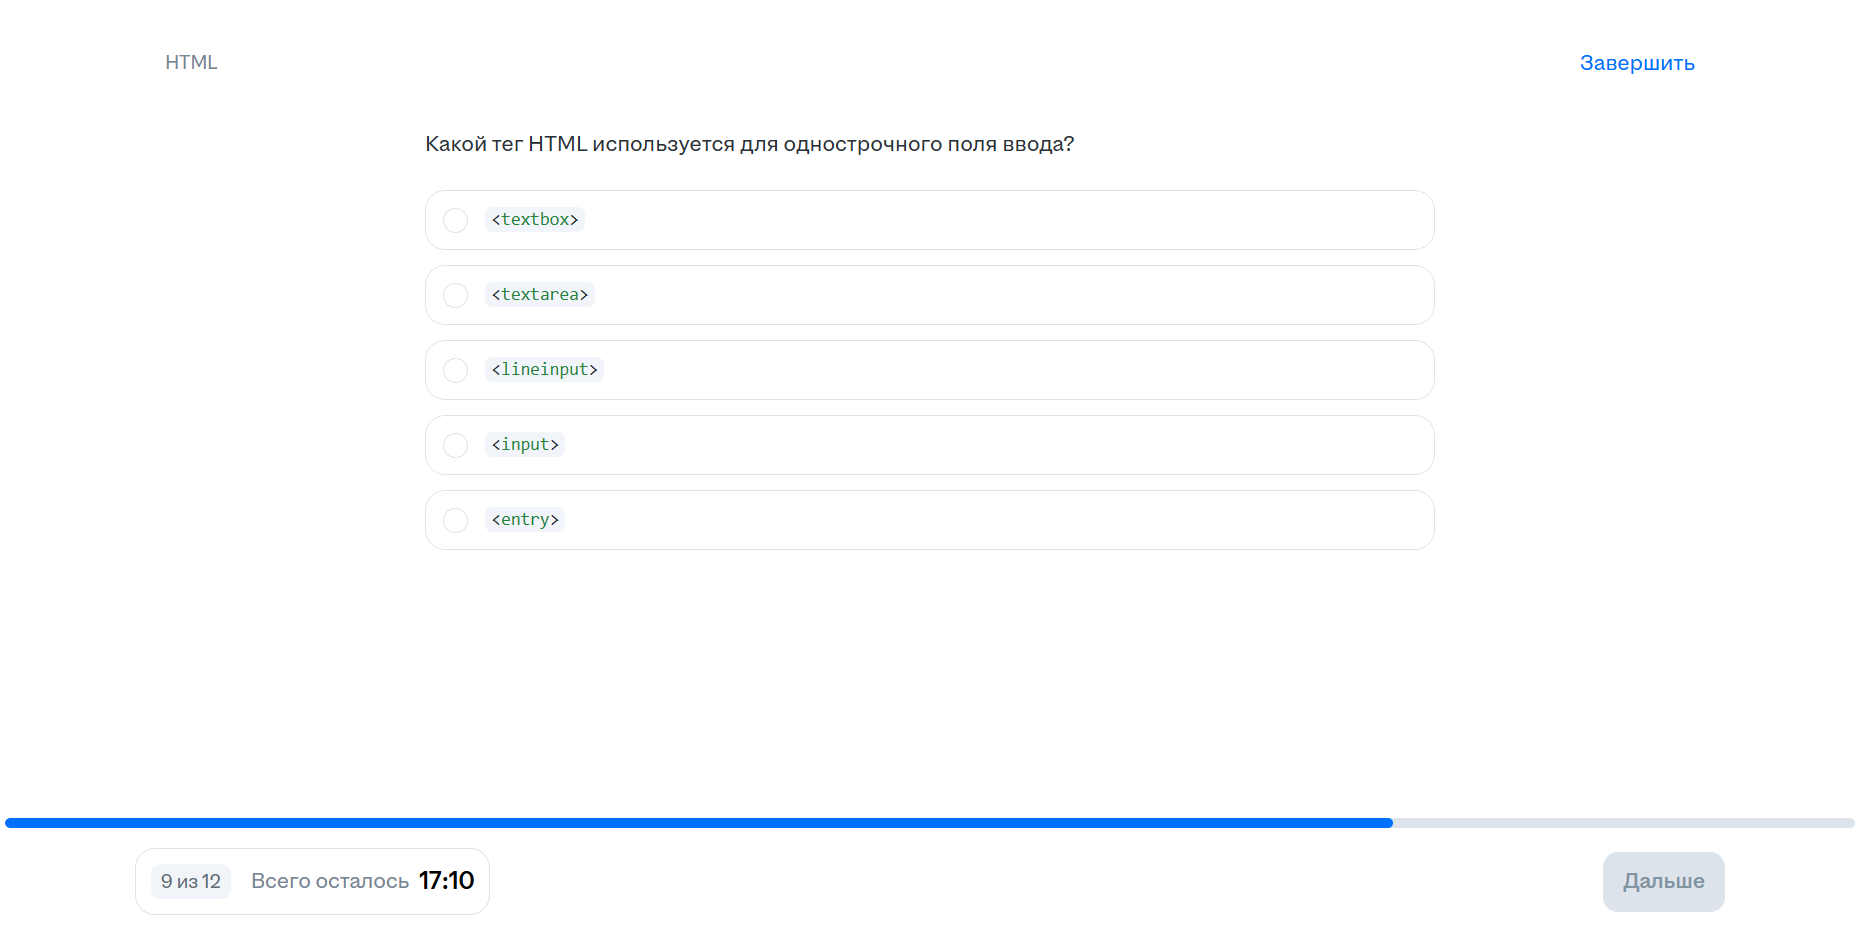 HTML
Завершить
Какой тег HTML используется для однострочного поля ввода?
<textbox>
<textarea>
<lineinput>
<input>
<entry>
9 из 12 Всего осталось 17:10
Дальше